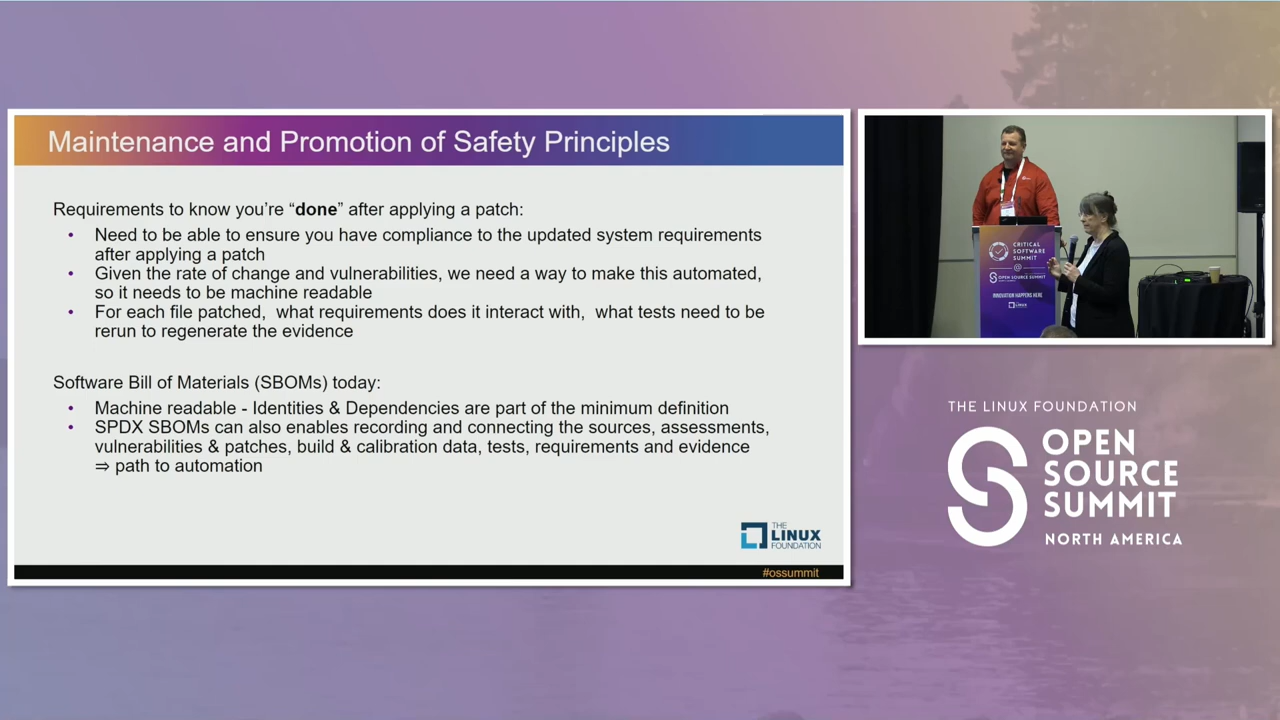 Maintenance and Promotion of Safety Principles
Requirements to know you're “done” after applying a patch:
• Need to be able to ensure you have compliance to the updated system requirements
after applying a patch
• Given the rate of change and vulnerabilities, we need a way to make this automated,
so it needs to be machine readable
• For each file patched, what requirements does it interact with, what tests need to be
rerun to regenerate the evidence
Software Bill of Materials (SBOMs) today:
• Machine readable - Identities & Dependencies are part of the minimum definition
• SPDX SBOMs can also enables recording and connecting the sources, assessments,
vulnerabilities & patches, build & calibration data, tests, requirements and evidence
⇒ path to automation
THE
LINUX
FOUNDATION
#ossummit
CRITICAL
SOFTWARE
SUMMIT
@
OPEN SOURCE SUMMIT
INNOVATION HAPPENS HERE
LINUX
THE LINUX FOUNDATION
OPEN
SOURCE
SUMMIT
NORTH AMERICA